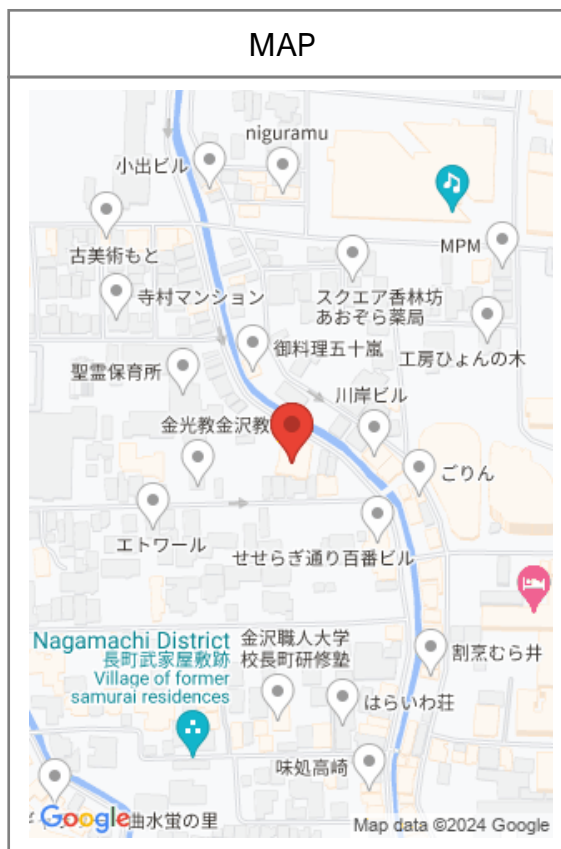 MAP
niguramu
小出ビル
MPM
古美術もと
寺村マンション
スクエア香林坊
あおぞら薬局
御料理五十嵐
工房ひょんの木
聖霊保育所
川岸ビル
金光教金沢教
ごりん
エトワール
せせらぎ通り百番ビル
Nagamachi District
長町武家屋敷跡
Village of former
samurai residences
金沢職人大学
校長町研修塾
割烹むら井
はらいわ荘
味処高崎
Google
曲水蛍の里
Map data ©2024 Google